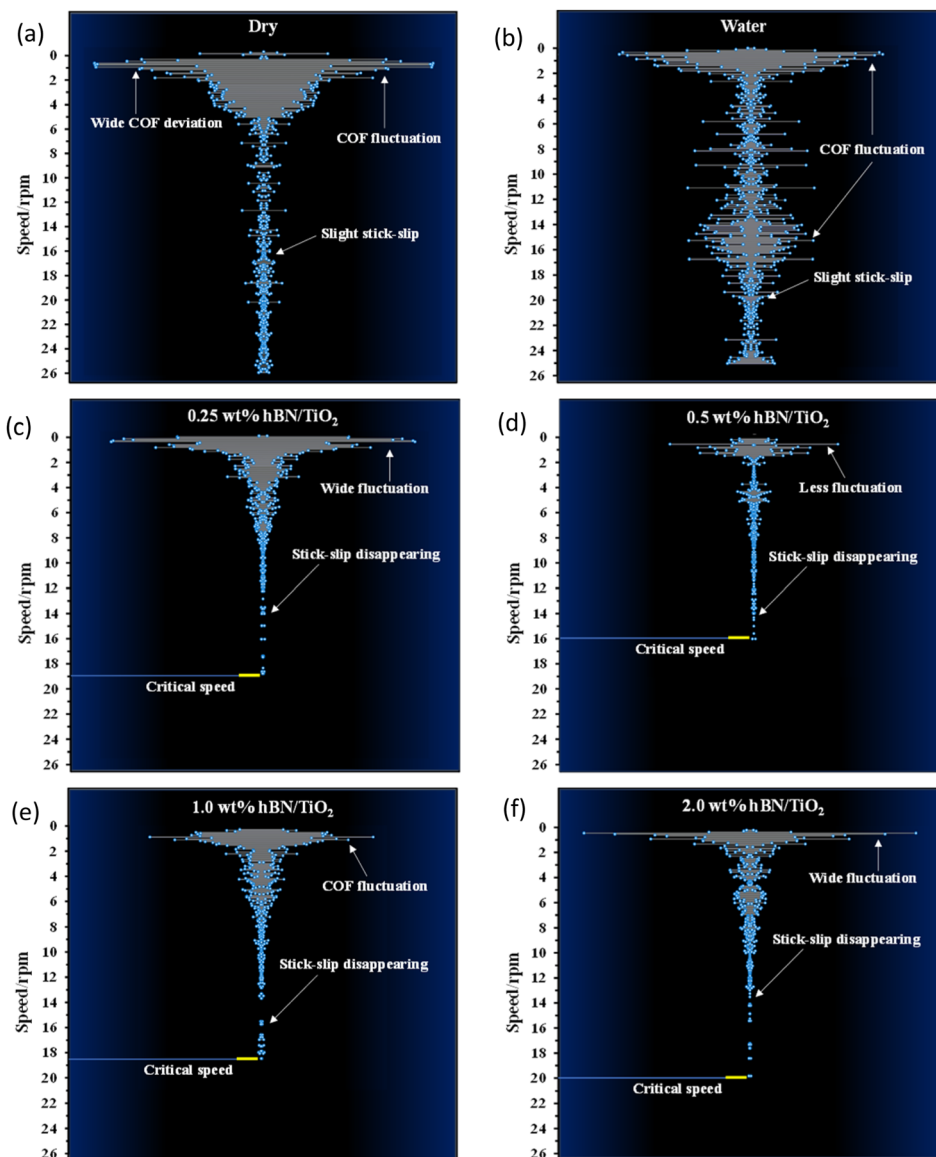 (a)
Dry
0
2
4
6
8
10
12
14
16
18
20
22
24
26
Speed/rpm
Wide COF deviation
COF fluctuation
Slight stick-slip
(b)
Water
0
2
4
6
8
10
12
14
16
18
20
22
24
26
Speed/rpm
COF fluctuation
Slight stick-slip
(c)
0.25 wt% hBN/TiO₂
0
2
4
6
8
10
12
14
16
18
20
22
24
26
Speed/rpm
Wide fluctuation
Stick-slip disappearing
Critical speed
(d)
0.5 wt% hBN/TiO₂
0
2
4
6
8
10
12
14
16
18
20
22
24
26
Speed/rpm
Less fluctuation
Stick-slip disappearing
Critical speed
(e)
1.0 wt% hBN/TiO₂
0
2
4
6
8
10
12
14
16
18
20
22
24
26
Speed/rpm
COF fluctuation
Stick-slip disappearing
Critical speed
(f)
2.0 wt% hBN/TiO₂
0
2
4
6
8
10
12
14
16
18
20
22
24
26
Speed/rpm
Wide fluctuation
Stick-slip disappearing
Critical speed